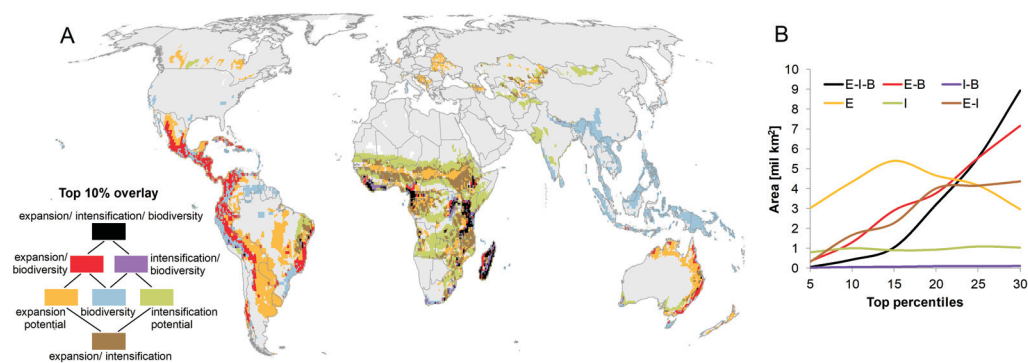 A
Top 10% overlay
expansion/ intensification/ biodiversity
expansion/
biodiversity
intensification/
biodiversity
expansion
potential
biodiversity
intensification
potential
expansion/ intensification
B
Area [mil km²]
10
9
8
7
6
5
4
3
2
1
0
E-I-B
E-B
I-B
E
I
E-I
5 10 15 20 25 30
Top percentiles